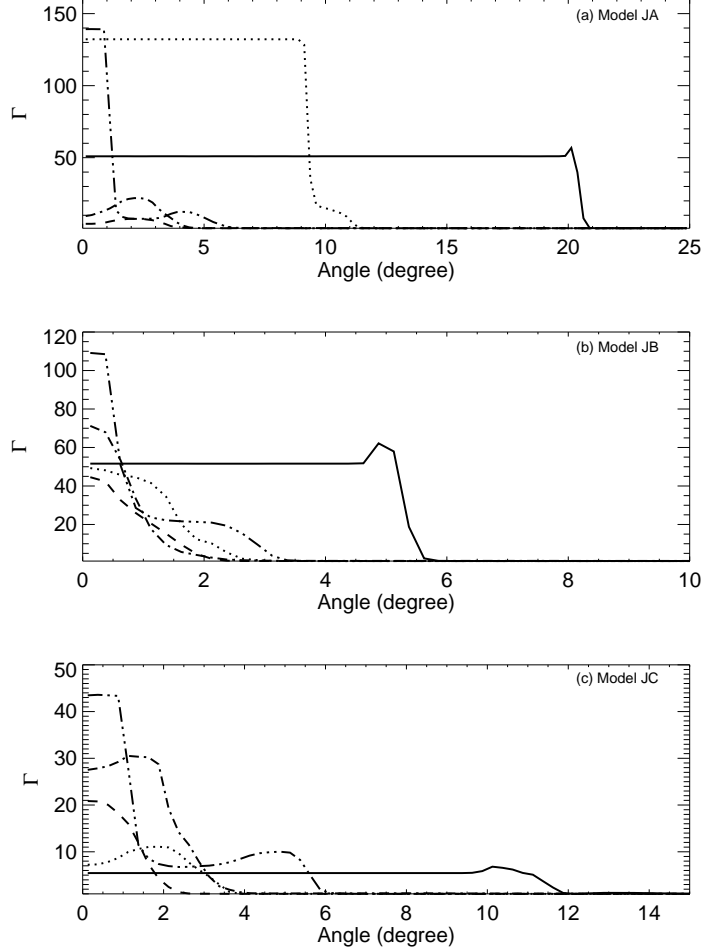 (a) Model JA
150
100
50
Γ
0 5 10 15 20 25
Angle (degree)
(b) Model JB
120
100
80
60
40
20
Γ
0 2 4 6 8 10
Angle (degree)
(c) Model JC
50
40
30
20
10
Γ
0 2 4 6 8 10 12 14
Angle (degree)